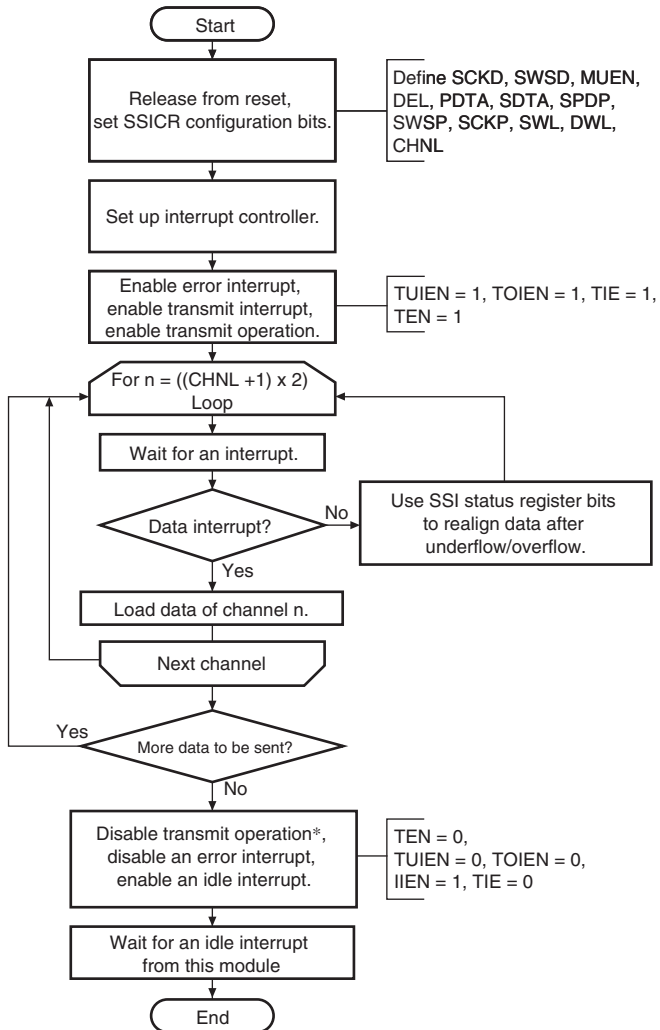 Start
Release from reset,
set SSICR configuration bits.
Define SCKD, SWSD, MUEN,
DEL, PDTA, SDTA, SPDP,
SWSP, SCKP, SWL, DWL,
CHNL
Set up interrupt controller.
Enable error interrupt,
enable transmit interrupt,
enable transmit operation.
TUIEN = 1, TOIEN = 1, TIE = 1,
TEN = 1
For n = ((CHNL +1) x 2)
Loop
Wait for an interrupt.
Data interrupt?
No
Use SSI status register bits
to realign data after
underflow/overflow.
Yes
Load data of channel n.
Next channel
Yes
More data to be sent?
No
Disable transmit operation*,
disable an error interrupt,
enable an idle interrupt.
TEN = 0,
TUIEN = 0, TOIEN = 0,
IIEN = 1, TIE = 0
Wait for an idle interrupt
from this module
End